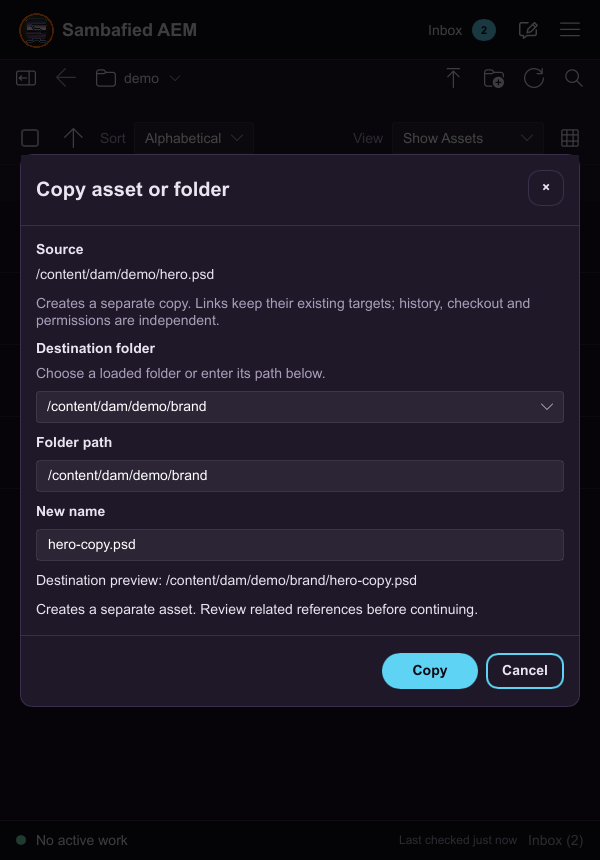 Sambafied AEM
Inbox 2
demo
Sort Alphabetical View Show Assets
Copy asset or folder
×
Source
/content/dam/demo/hero.psd
Creates a separate copy. Links keep their existing targets; history, checkout and
permissions are independent.
Destination folder
Choose a loaded folder or enter its path below.
/content/dam/demo/brand
Folder path
/content/dam/demo/brand
New name
hero-copy.psd
Destination preview: /content/dam/demo/brand/hero-copy.psd
Creates a separate asset. Review related references before continuing.
Copy Cancel
No active work Last checked just now Inbox (2)